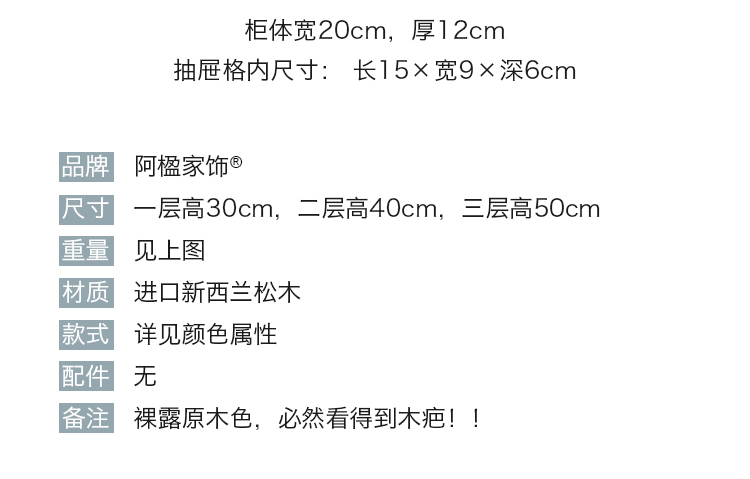 柜体宽20cm，厚12cm
抽屉格内尺寸： 长15×宽9×深6cm
品牌 阿楹家饰®
尺寸 一层高30cm，二层高40cm，三层高50cm
重量 见上图
材质 进口新西兰松木
款式 详见颜色属性
配件 无
备注 裸露原木色，必然看得到木疤！！